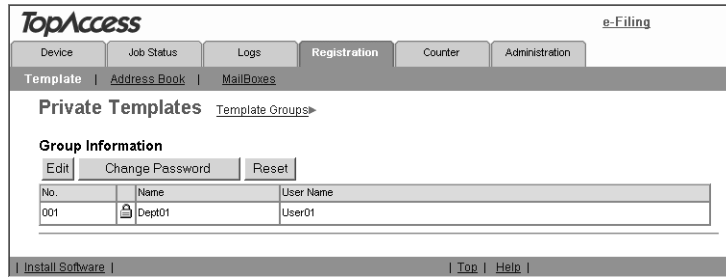 TopAccess e-Filing
Device Job Status Logs Registration Counter Administration
Template | Address Book | MailBoxes
Private Templates Template Groups
Group Information
Edit Change Password Reset
No. Name User Name
001 Dept01 User01
| Install Software | | Top | Help |